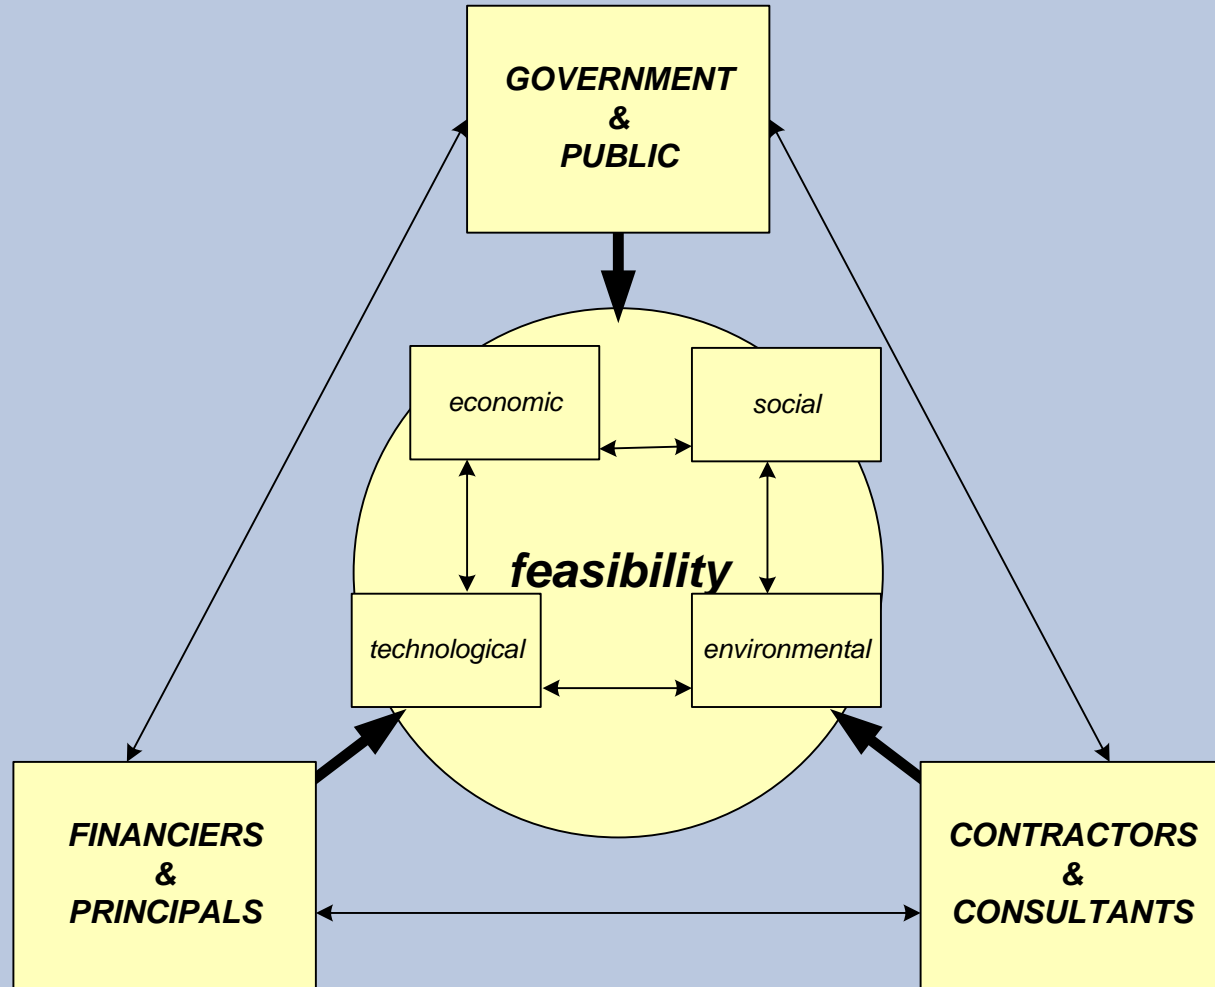 GOVERNMENT
&
PUBLIC
economic
social
feasibility
technological
environmental
FINANCIERS
&
PRINCIPALS
CONTRACTORS
&
CONSULTANTS